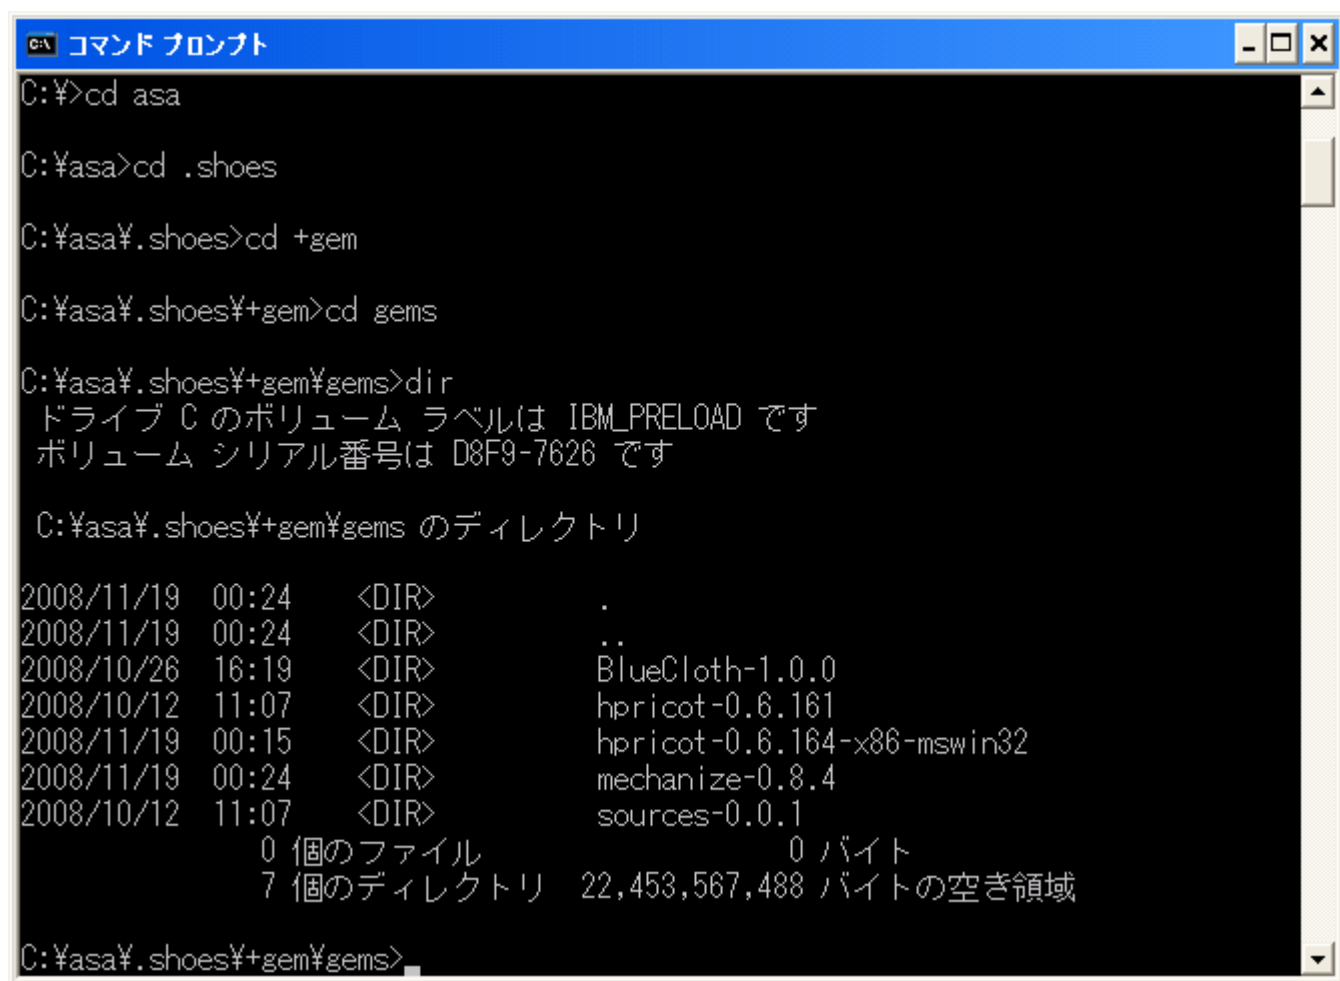 コマンド プロンプト
C:¥>cd asa
C:¥asa>cd .shoes
C:¥asa¥.shoes>cd +gem
C:¥asa¥.shoes¥+gem>cd gems
C:¥asa¥.shoes¥+gem¥gems>dir
ドライブ C のボリューム ラベルは IBM_PRELOAD です
ボリューム シリアル番号は D8F9-7626 です
C:¥asa¥.shoes¥+gem¥gems のディレクトリ
2008/11/19  00:24    <DIR>          .
2008/11/19  00:24    <DIR>          ..
2008/10/26  16:19    <DIR>          BlueCloth-1.0.0
2008/10/12  11:07    <DIR>          hpricot-0.6.161
2008/11/19  00:15    <DIR>          hpricot-0.6.164-x86-mswin32
2008/11/19  00:24    <DIR>          mechanize-0.8.4
2008/10/12  11:07    <DIR>          sources-0.0.1
0 個のファイル                   0 バイト
7 個のディレクトリ  22,453,567,488 バイトの空き領域
C:¥asa¥.shoes¥+gem¥gems>